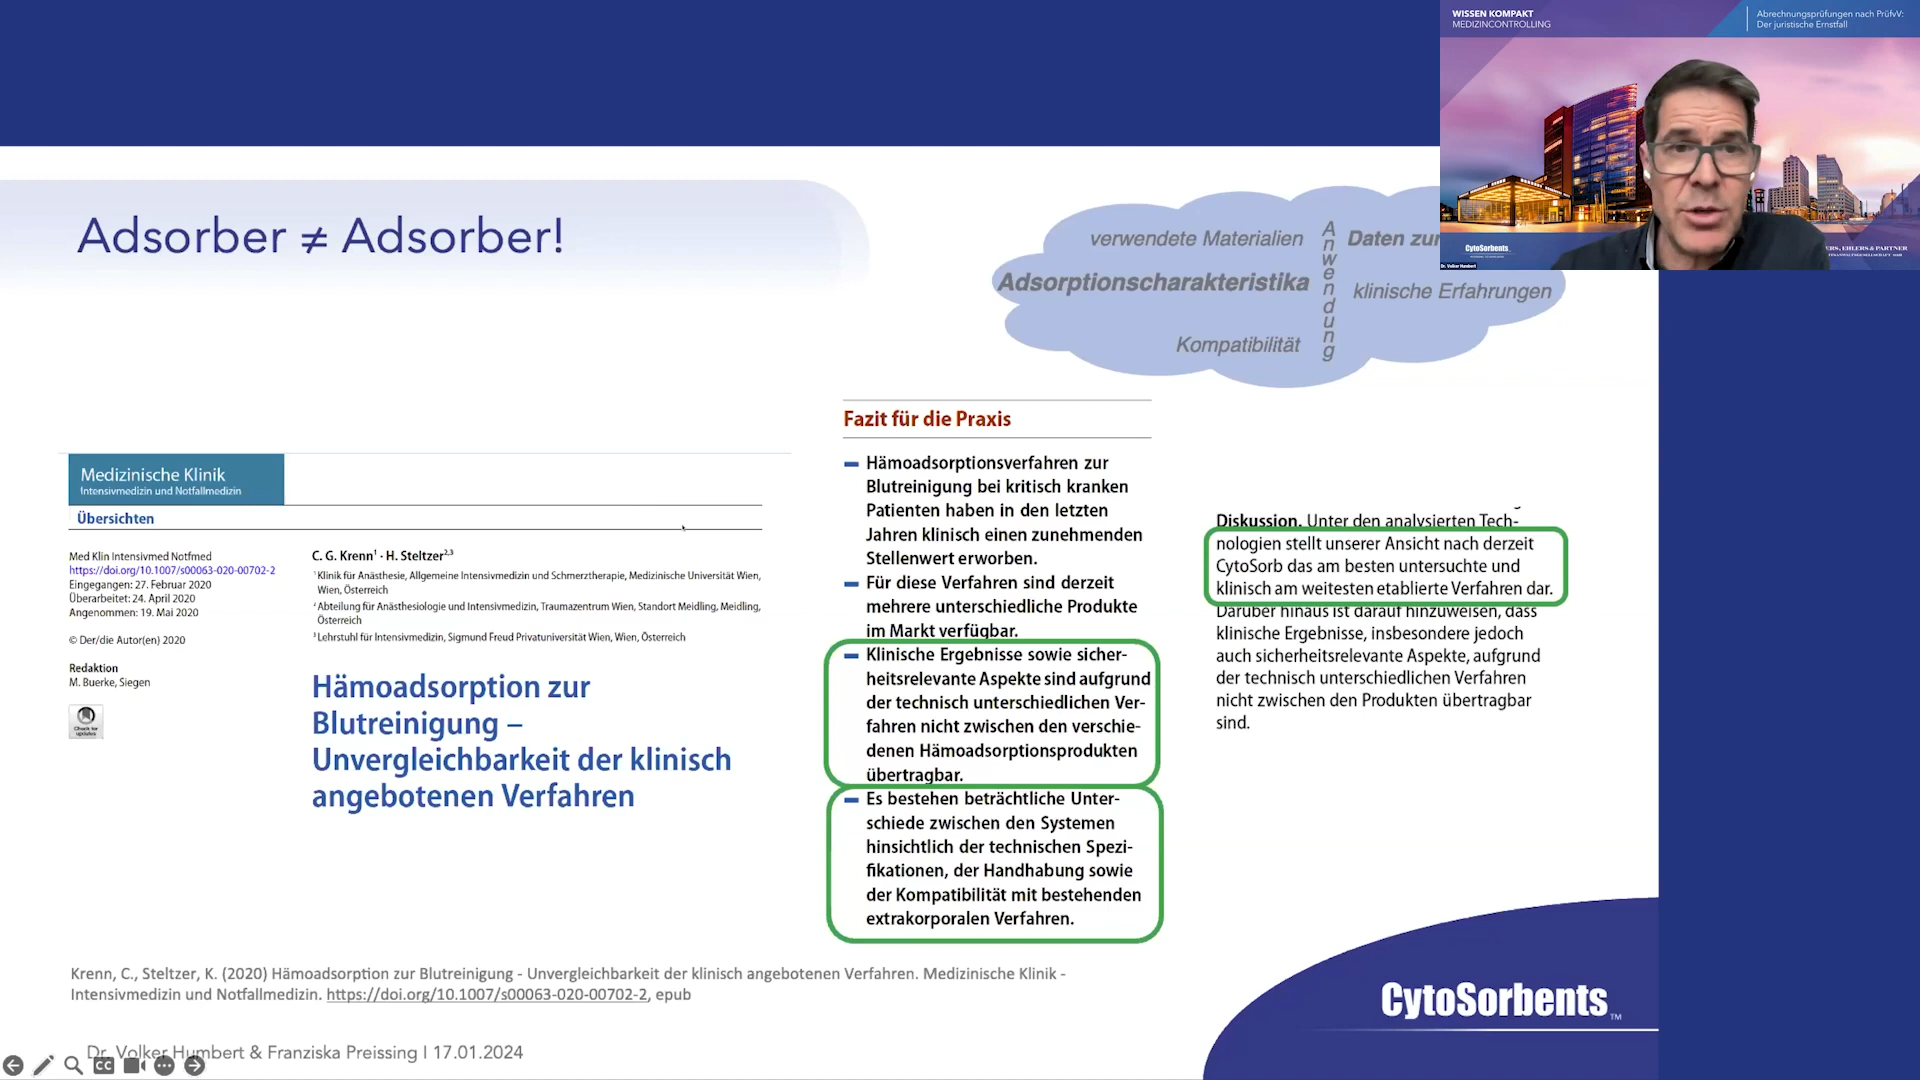 WISSEN KOMPAKT
MEDIZINCONTROLLING
Abrechnungsprüfungen nach PrüfvV:
Der juristische Ernstfall
CytoSorbents
ERS, EHLERS & PARTNER
Dr. Volker Humbert
Adsorber ≠ Adsorber!
verwendete Materialien
Adsorptionscharakteristika
Kompatibilität
Anwendung
Daten zur
klinische Erfahrungen
Medizinische Klinik
Intensivmedizin und Notfallmedizin
Übersichten
Med Klin Intensivmed Notfmed
https://doi.org/10.1007/s00063-020-00702-2
Eingegangen: 27. Februar 2020
Überarbeitet: 24. April 2020
Angenommen: 19. Mai 2020
© Der/die Autor(en) 2020
Redaktion
M. Buerke, Siegen
Check for
updates
C. G. Krenn¹ · H. Steltzer²,³
¹ Klinik für Anästhesie, Allgemeine Intensivmedizin und Schmerztherapie, Medizinische Universität Wien,
Wien, Österreich
² Abteilung für Anästhesiologie und Intensivmedizin, Traumazentrum Wien, Standort Meidling, Meidling,
Österreich
³ Lehrstuhl für Intensivmedizin, Sigmund Freud Privatuniversität Wien, Wien, Österreich
Hämoadsorption zur
Blutreinigung –
Unvergleichbarkeit der klinisch
angebotenen Verfahren
Fazit für die Praxis
Hämoadsorptionsverfahren zur
Blutreinigung bei kritisch kranken
Patienten haben in den letzten
Jahren klinisch einen zunehmenden
Stellenwert erworben.
Für diese Verfahren sind derzeit
mehrere unterschiedliche Produkte
im Markt verfügbar.
Klinische Ergebnisse sowie sicher-
heitsrelevante Aspekte sind aufgrund
der technisch unterschiedlichen Ver-
fahren nicht zwischen den verschie-
denen Hämoadsorptionsprodukten
übertragbar.
Es bestehen beträchtliche Unter-
schiede zwischen den Systemen
hinsichtlich der technischen Spezi-
fikationen, der Handhabung sowie
der Kompatibilität mit bestehenden
extrakorporalen Verfahren.
Diskussion. Unter den analysierten Tech-
nologien stellt unserer Ansicht nach derzeit
CytoSorb das am besten untersuchte und
klinisch am weitesten etablierte Verfahren dar.
Darüber hinaus ist darauf hinzuweisen, dass
klinische Ergebnisse, insbesondere jedoch
auch sicherheitsrelevante Aspekte, aufgrund
der technisch unterschiedlichen Verfahren
nicht zwischen den Produkten übertragbar
sind.
Krenn, C., Steltzer, K. (2020) Hämoadsorption zur Blutreinigung - Unvergleichbarkeit der klinisch angebotenen Verfahren. Medizinische Klinik -
Intensivmedizin und Notfallmedizin. https://doi.org/10.1007/s00063-020-00702-2, epub
CytoSorbents™
Dr. Volker Humbert & Franziska Preissing I 17.01.2024
CC